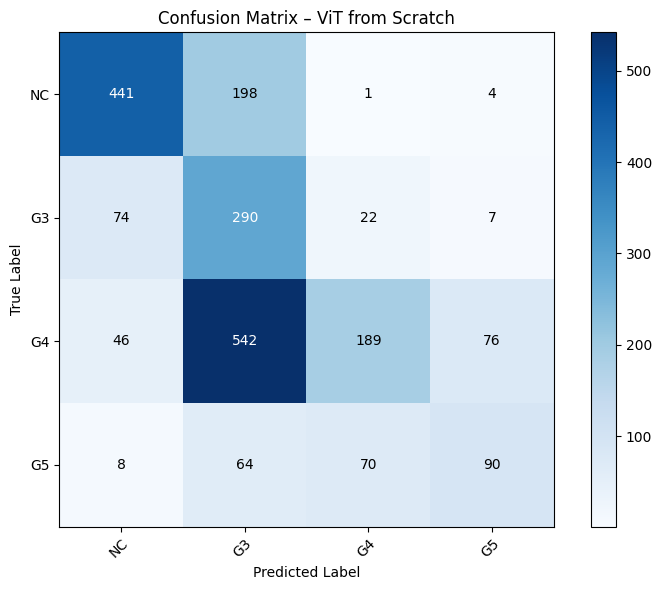 Confusion Matrix – ViT from Scratch
NC 441 198 1 4
G3 74 290 22 7
G4 46 542 189 76
G5 8 64 70 90
NC G3 G4 G5
True Label
Predicted Label
500
400
300
200
100